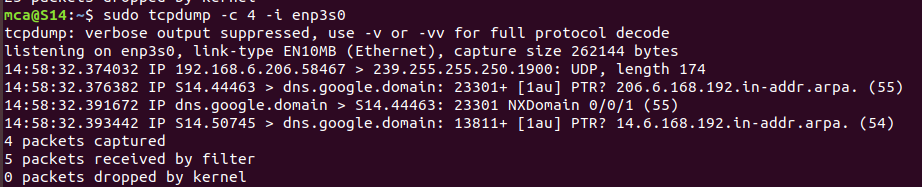 25 packets dropped by kernel
mca@S14:~$ sudo tcpdump -c 4 -i enp3s0
tcpdump: verbose output suppressed, use -v or -vv for full protocol decode
listening on enp3s0, link-type EN10MB (Ethernet), capture size 262144 bytes
14:58:32.374032 IP 192.168.6.206.58467 > 239.255.255.250.1900: UDP, length 174
14:58:32.376382 IP S14.44463 > dns.google.domain: 23301+ [1au] PTR? 206.6.168.192.in-addr.arpa. (55)
14:58:32.391672 IP dns.google.domain > S14.44463: 23301 NXDomain 0/0/1 (55)
14:58:32.393442 IP S14.50745 > dns.google.domain: 13811+ [1au] PTR? 14.6.168.192.in-addr.arpa. (54)
4 packets captured
5 packets received by filter
0 packets dropped by kernel